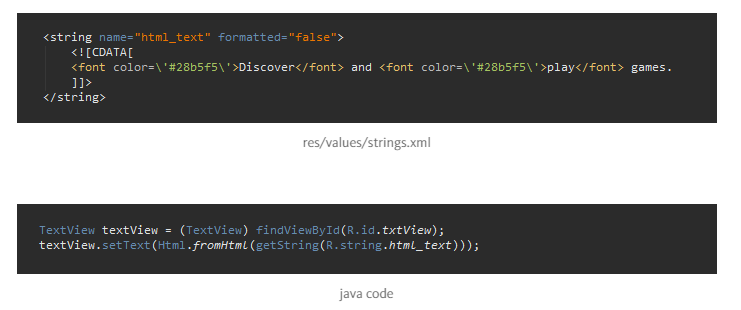 <string name="html_text" formatted="false">
<![CDATA[
<font color=\'#28b5f5\'>Discover</font> and <font color=\'#28b5f5\'>play</font> games.
]]>
</string>
res/values/strings.xml
TextView textView = (TextView) findViewById(R.id.txtView);
textView.setText(Html.fromHtml(getString(R.string.html_text)));
java code